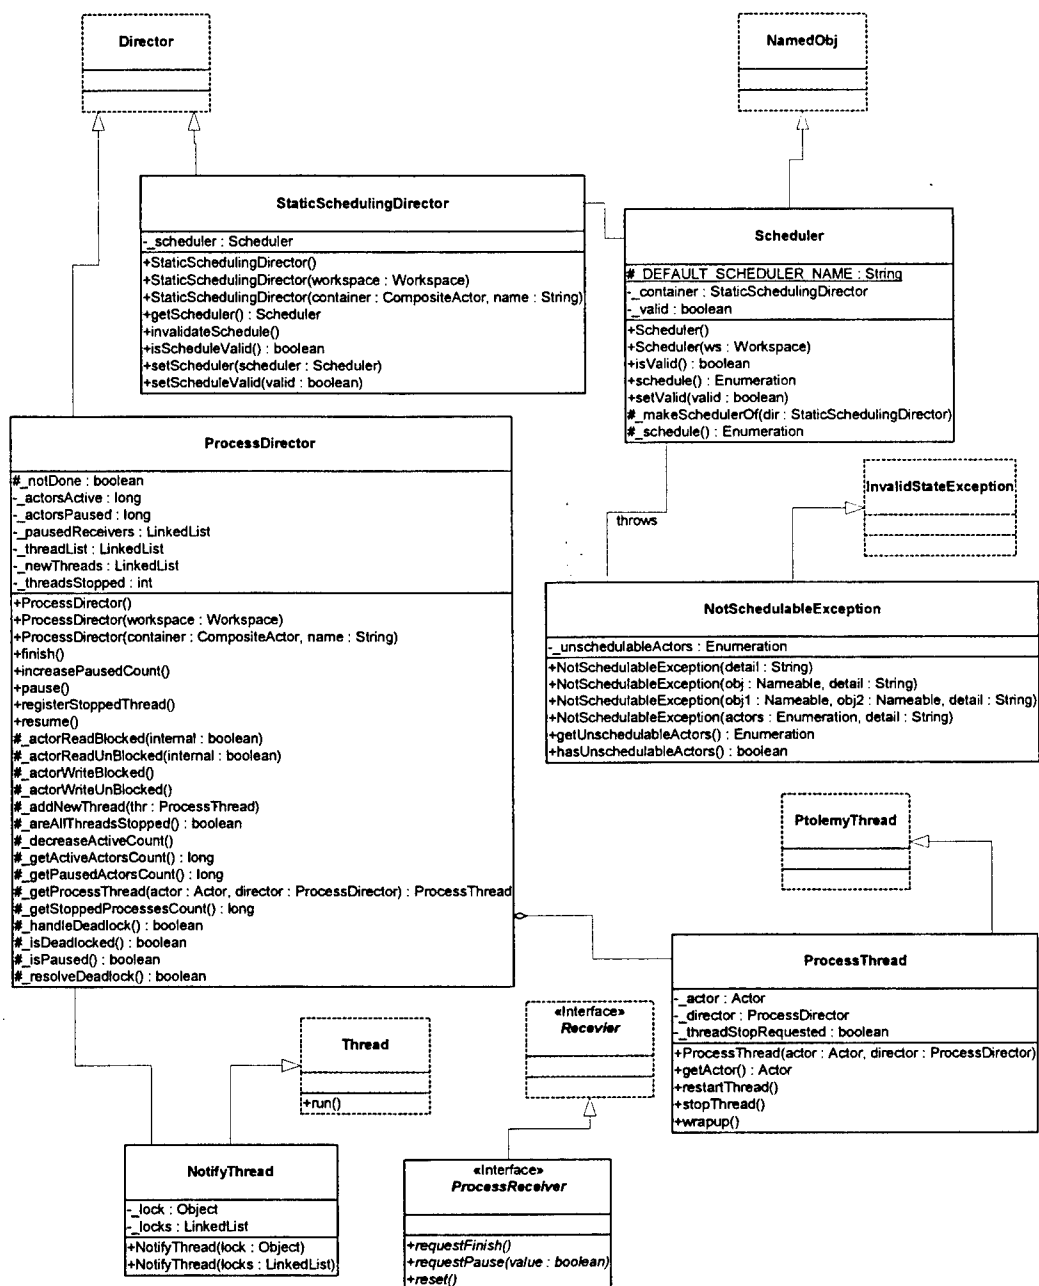 Director
NamedObj
StaticSchedulingDirector
-_scheduler : Scheduler
+StaticSchedulingDirector()
+StaticSchedulingDirector(workspace : Workspace)
+StaticSchedulingDirector(container : CompositeActor, name : String)
+getScheduler() : Scheduler
+invalidateSchedule()
+isScheduleValid() : boolean
+setScheduler(scheduler : Scheduler)
+setScheduleValid(valid : boolean)
Scheduler
#_DEFAULT_SCHEDULER_NAME : String
-_container : StaticSchedulingDirector
-_valid : boolean
+Scheduler()
+Scheduler(ws : Workspace)
+isValid() : boolean
+schedule() : Enumeration
+setValid(valid : boolean)
#_makeSchedulerOf(dir : StaticSchedulingDirector)
#_schedule() : Enumeration
ProcessDirector
#_notDone : boolean
-_actorsActive : long
-_actorsPaused : long
-_pausedReceivers : LinkedList
-_threadList : LinkedList
-_newThreads : LinkedList
-_threadsStopped : int
+ProcessDirector()
+ProcessDirector(workspace : Workspace)
+ProcessDirector(container : CompositeActor, name : String)
+finish()
+increasePausedCount()
+pause()
+registerStoppedThread()
+resume()
#_actorReadBlocked(internal : boolean)
#_actorReadUnBlocked(internal : boolean)
#_actorWriteBlocked()
#_actorWriteUnBlocked()
#_addNewThread(thr : ProcessThread)
#_areAllThreadsStopped() : boolean
#_decreaseActiveCount()
#_getActiveActorsCount() : long
#_getPausedActorsCount() : long
#_getProcessThread(actor : Actor, director : ProcessDirector) : ProcessThread
#_getStoppedProcessesCount() : long
#_handleDeadlock() : boolean
#_isDeadlocked() : boolean
#_isPaused() : boolean
#_resolveDeadlock() : boolean
throws
InvalidStateException
NotSchedulableException
-_unschedulableActors : Enumeration
+NotSchedulableException(detail : String)
+NotSchedulableException(obj : Nameable, detail : String)
+NotSchedulableException(obj1 : Nameable, obj2 : Nameable, detail : String)
+NotSchedulableException(actors : Enumeration, detail : String)
+getUnschedulableActors() : Enumeration
+hasUnschedulableActors() : boolean
PtolemyThread
ProcessThread
-_actor : Actor
-_director : ProcessDirector
-_threadStopRequested : boolean
+ProcessThread(actor : Actor, director : ProcessDirector)
+getActor() : Actor
+restartThread()
+stopThread()
+wrapup()
«Interface»
Recevier
Thread
+run()
NotifyThread
-_lock : Object
-_locks : LinkedList
+NotifyThread(lock : Object)
+NotifyThread(locks : LinkedList)
«Interface»
ProcessReceiver
+requestFinish()
+requestPause(value : boolean)
+reset()